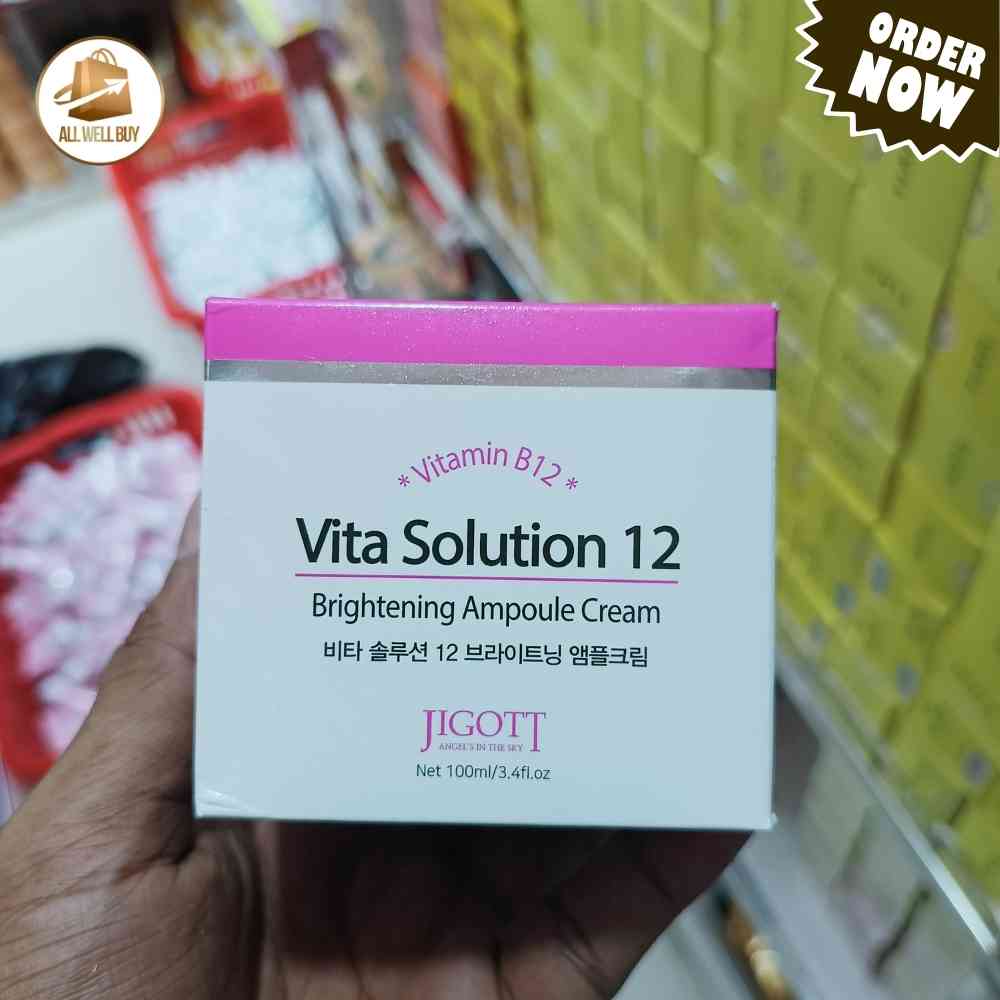 ALL WELL BUY
ORDER
NOW
* Vitamin B12 *
Vita Solution 12
Brightening Ampoule Cream
비타 솔루션 12 브라이트닝 앰플크림
JIGOTT
ANGEL'S IN THE SKY
Net 100ml/3.4fl.oz